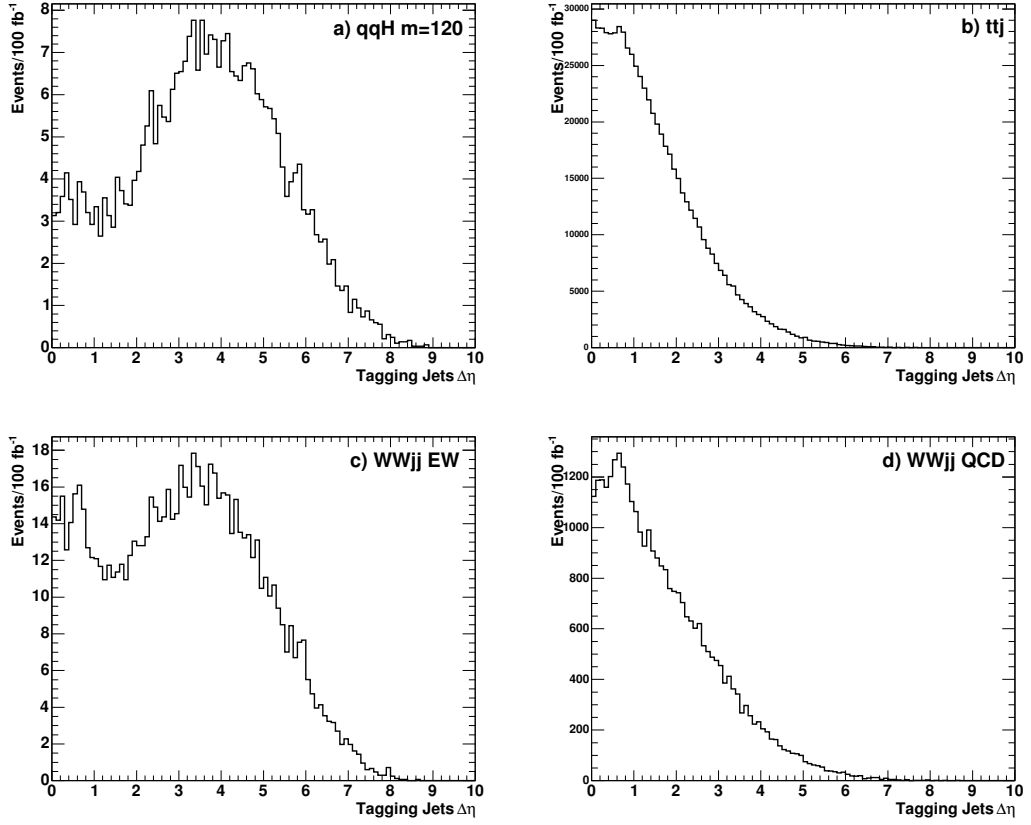 a) qqH m=120
Events/100 fb-1
8
7
6
5
4
3
2
1
0
0 1 2 3 4 5 6 7 8 9 10
Tagging Jets Δη
b) ttj
Events/100 fb-1
30000
25000
20000
15000
10000
5000
0
0 1 2 3 4 5 6 7 8 9 10
Tagging Jets Δη
c) WWjj EW
Events/100 fb-1
18
16
14
12
10
8
6
4
2
0
0 1 2 3 4 5 6 7 8 9 10
Tagging Jets Δη
d) WWjj QCD
Events/100 fb-1
1200
1000
800
600
400
200
0
0 1 2 3 4 5 6 7 8 9 10
Tagging Jets Δη